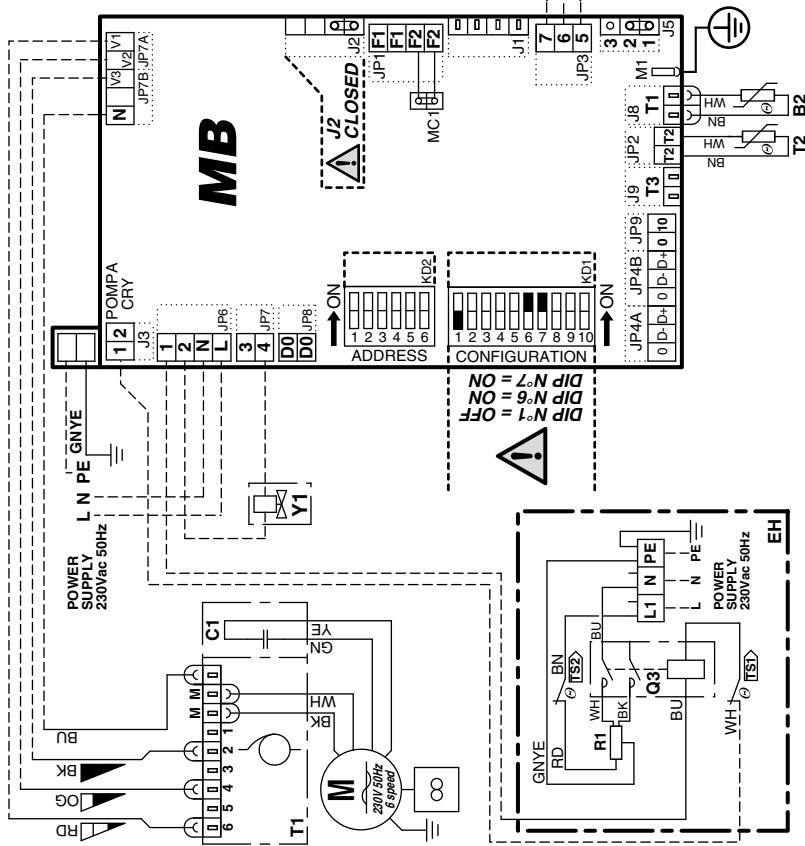 V1
V2
V3
JP7A
JP7B
N
J2
JP1
F1
F1
F2
F2
MC1
J2
CLOSED
J1
7
6
5
JP3
3
2
1
J5
M1
MB
POMPA
CRY
1 2
J3
1
2
N
L
JP6
3
4
JP7
D0
D0
JP8
ON
KD2
1 2 3 4 5 6
ADDRESS
KD1
1 2 3 4 5 6 7 8 9 10
CONFIGURATION
ON
DIP N°1 = OFF
DIP N°6 = ON
DIP N°7 = ON
JP4A
0 D- D+
JP4B
0 D- D+
JP9
0 10
J9
T3
JP2
T2 T2
J8
T1
BN
WH
BN
WH
T2
B2
POWER
SUPPLY
230Vac 50Hz
L N PE
GNYE
Y1
BU
BK
OG
RD
C1
M
M
1
2
3
4
5
6
T1
YE
GN
WH
BK
M
230V 50Hz
6 speed
EH
L1 N PE
L N PE
POWER
SUPPLY
230Vac 50Hz
BU
BN
TS2
RD
GNYE
WH
BK
R1
Q3
BU
WH
TS1